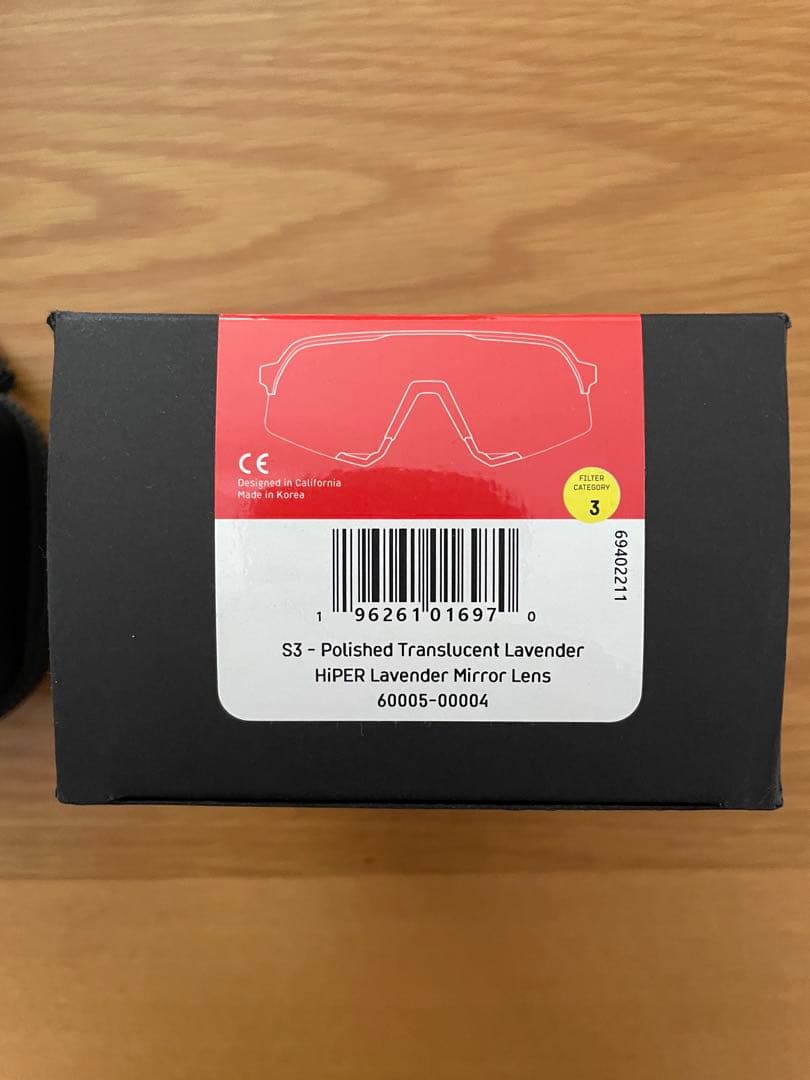 CE
Designed in California
Made in Korea
FILTER
CATEGORY
3
69402211
1 96261 01697 0
S3 - Polished Translucent Lavender
HiPER Lavender Mirror Lens
60005-00004